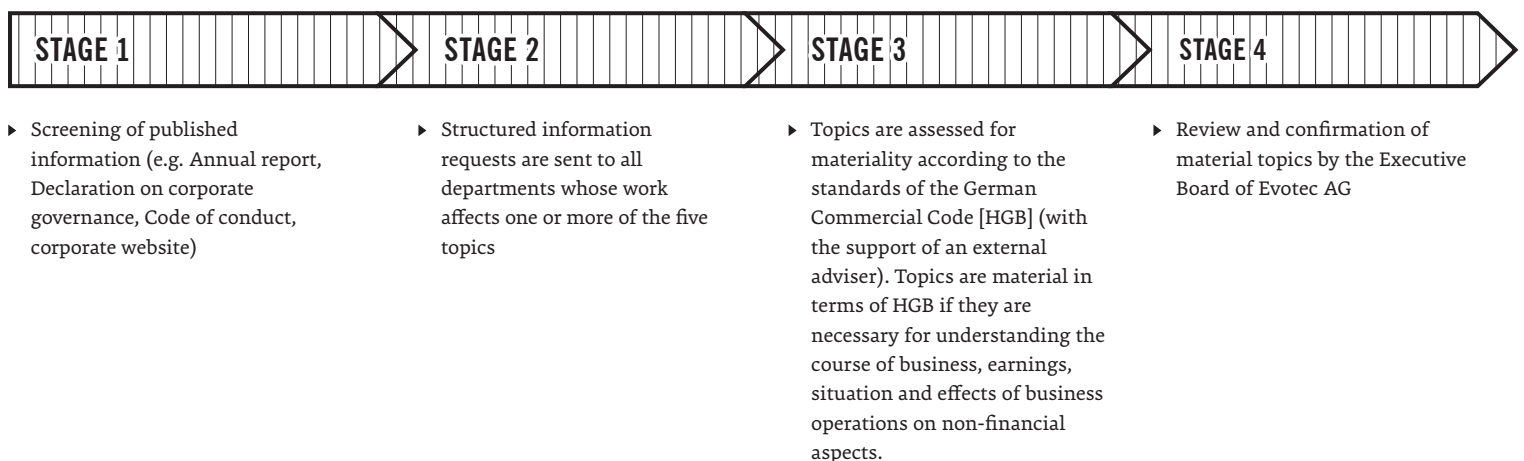 STAGE 1
STAGE 2
STAGE 3
STAGE 4
Screening of published
information (e.g. Annual report,
Declaration on corporate
governance, Code of conduct,
corporate website)
Structured information
requests are sent to all
departments whose work
affects one or more of the five
topics
Topics are assessed for
materiality according to the
standards of the German
Commercial Code [HGB] (with
the support of an external
adviser). Topics are material in
terms of HGB if they are
necessary for understanding the
course of business, earnings,
situation and effects of business
operations on non-financial
aspects.
Review and confirmation of
material topics by the Executive
Board of Evotec AG